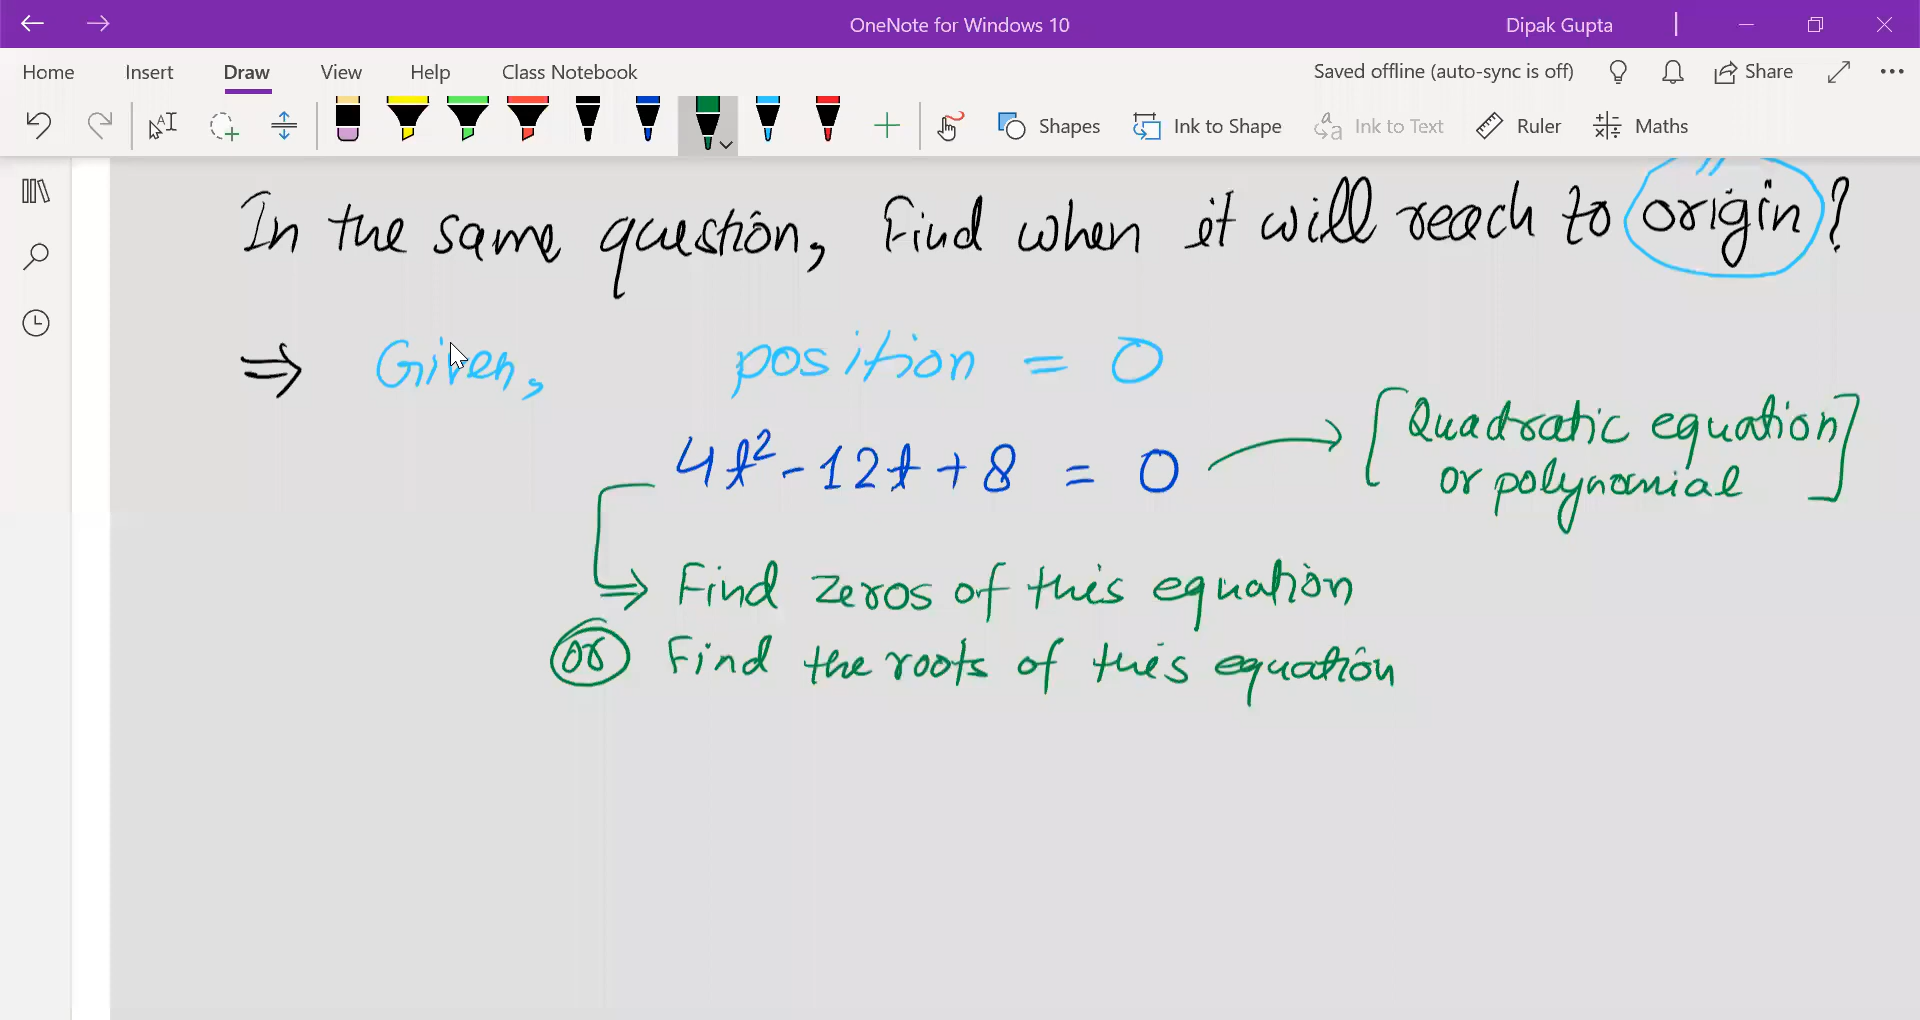 OneNote for Windows 10
Dipak Gupta
Home Insert Draw View Help Class Notebook
Saved offline (auto-sync is off) Share
Shapes Ink to Shape Ink to Text Ruler Maths
In the same question, Find when it will reach to origin?
⇒ Given, position = 0
4t² - 12t + 8 = 0 → [Quadratic equation
or polynomial]
⇒ Find zeros of this equation
or Find the roots of this equation